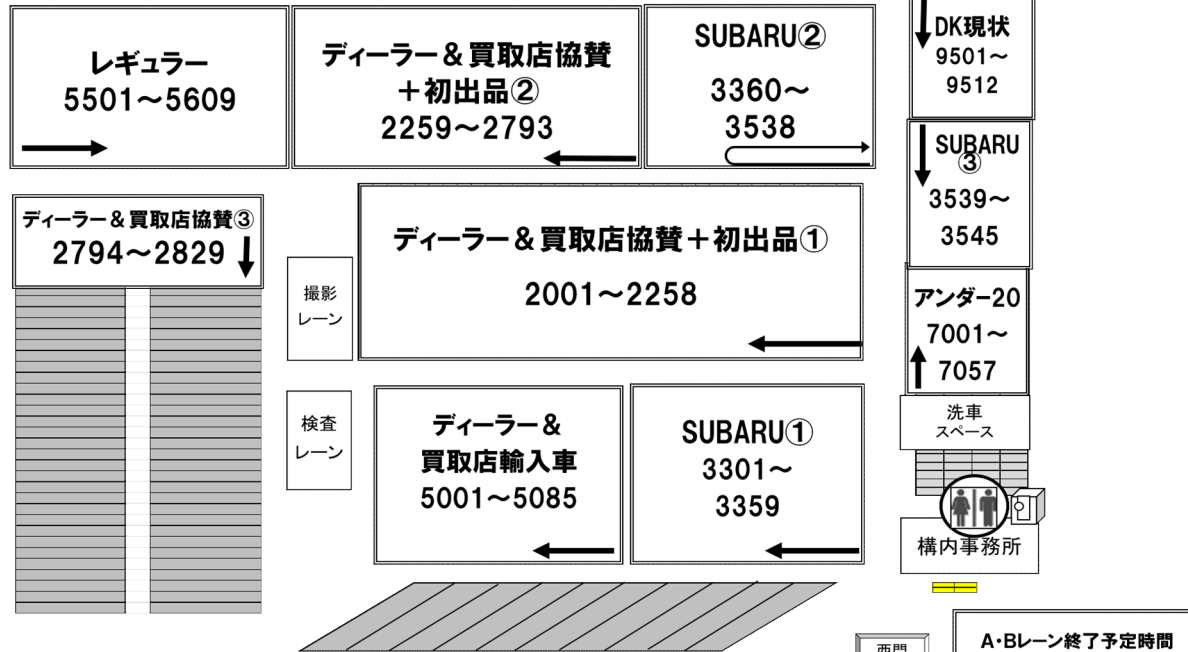 レギュラー
5501～5609
ディーラー＆買取店協賛
＋初出品②
2259～2793
SUBARU②
3360～
3538
DK現状
9501～
9512
SUBARU
③
3539～
3545
ディーラー＆買取店協賛③
2794～2829
撮影
レーン
ディーラー＆買取店協賛＋初出品①
2001～2258
アンダー20
7001～
7057
検査
レーン
ディーラー＆
買取店輸入車
5001～5085
SUBARU①
3301～
3359
洗車
スペース
構内事務所
A・Bレーン終了予定時間